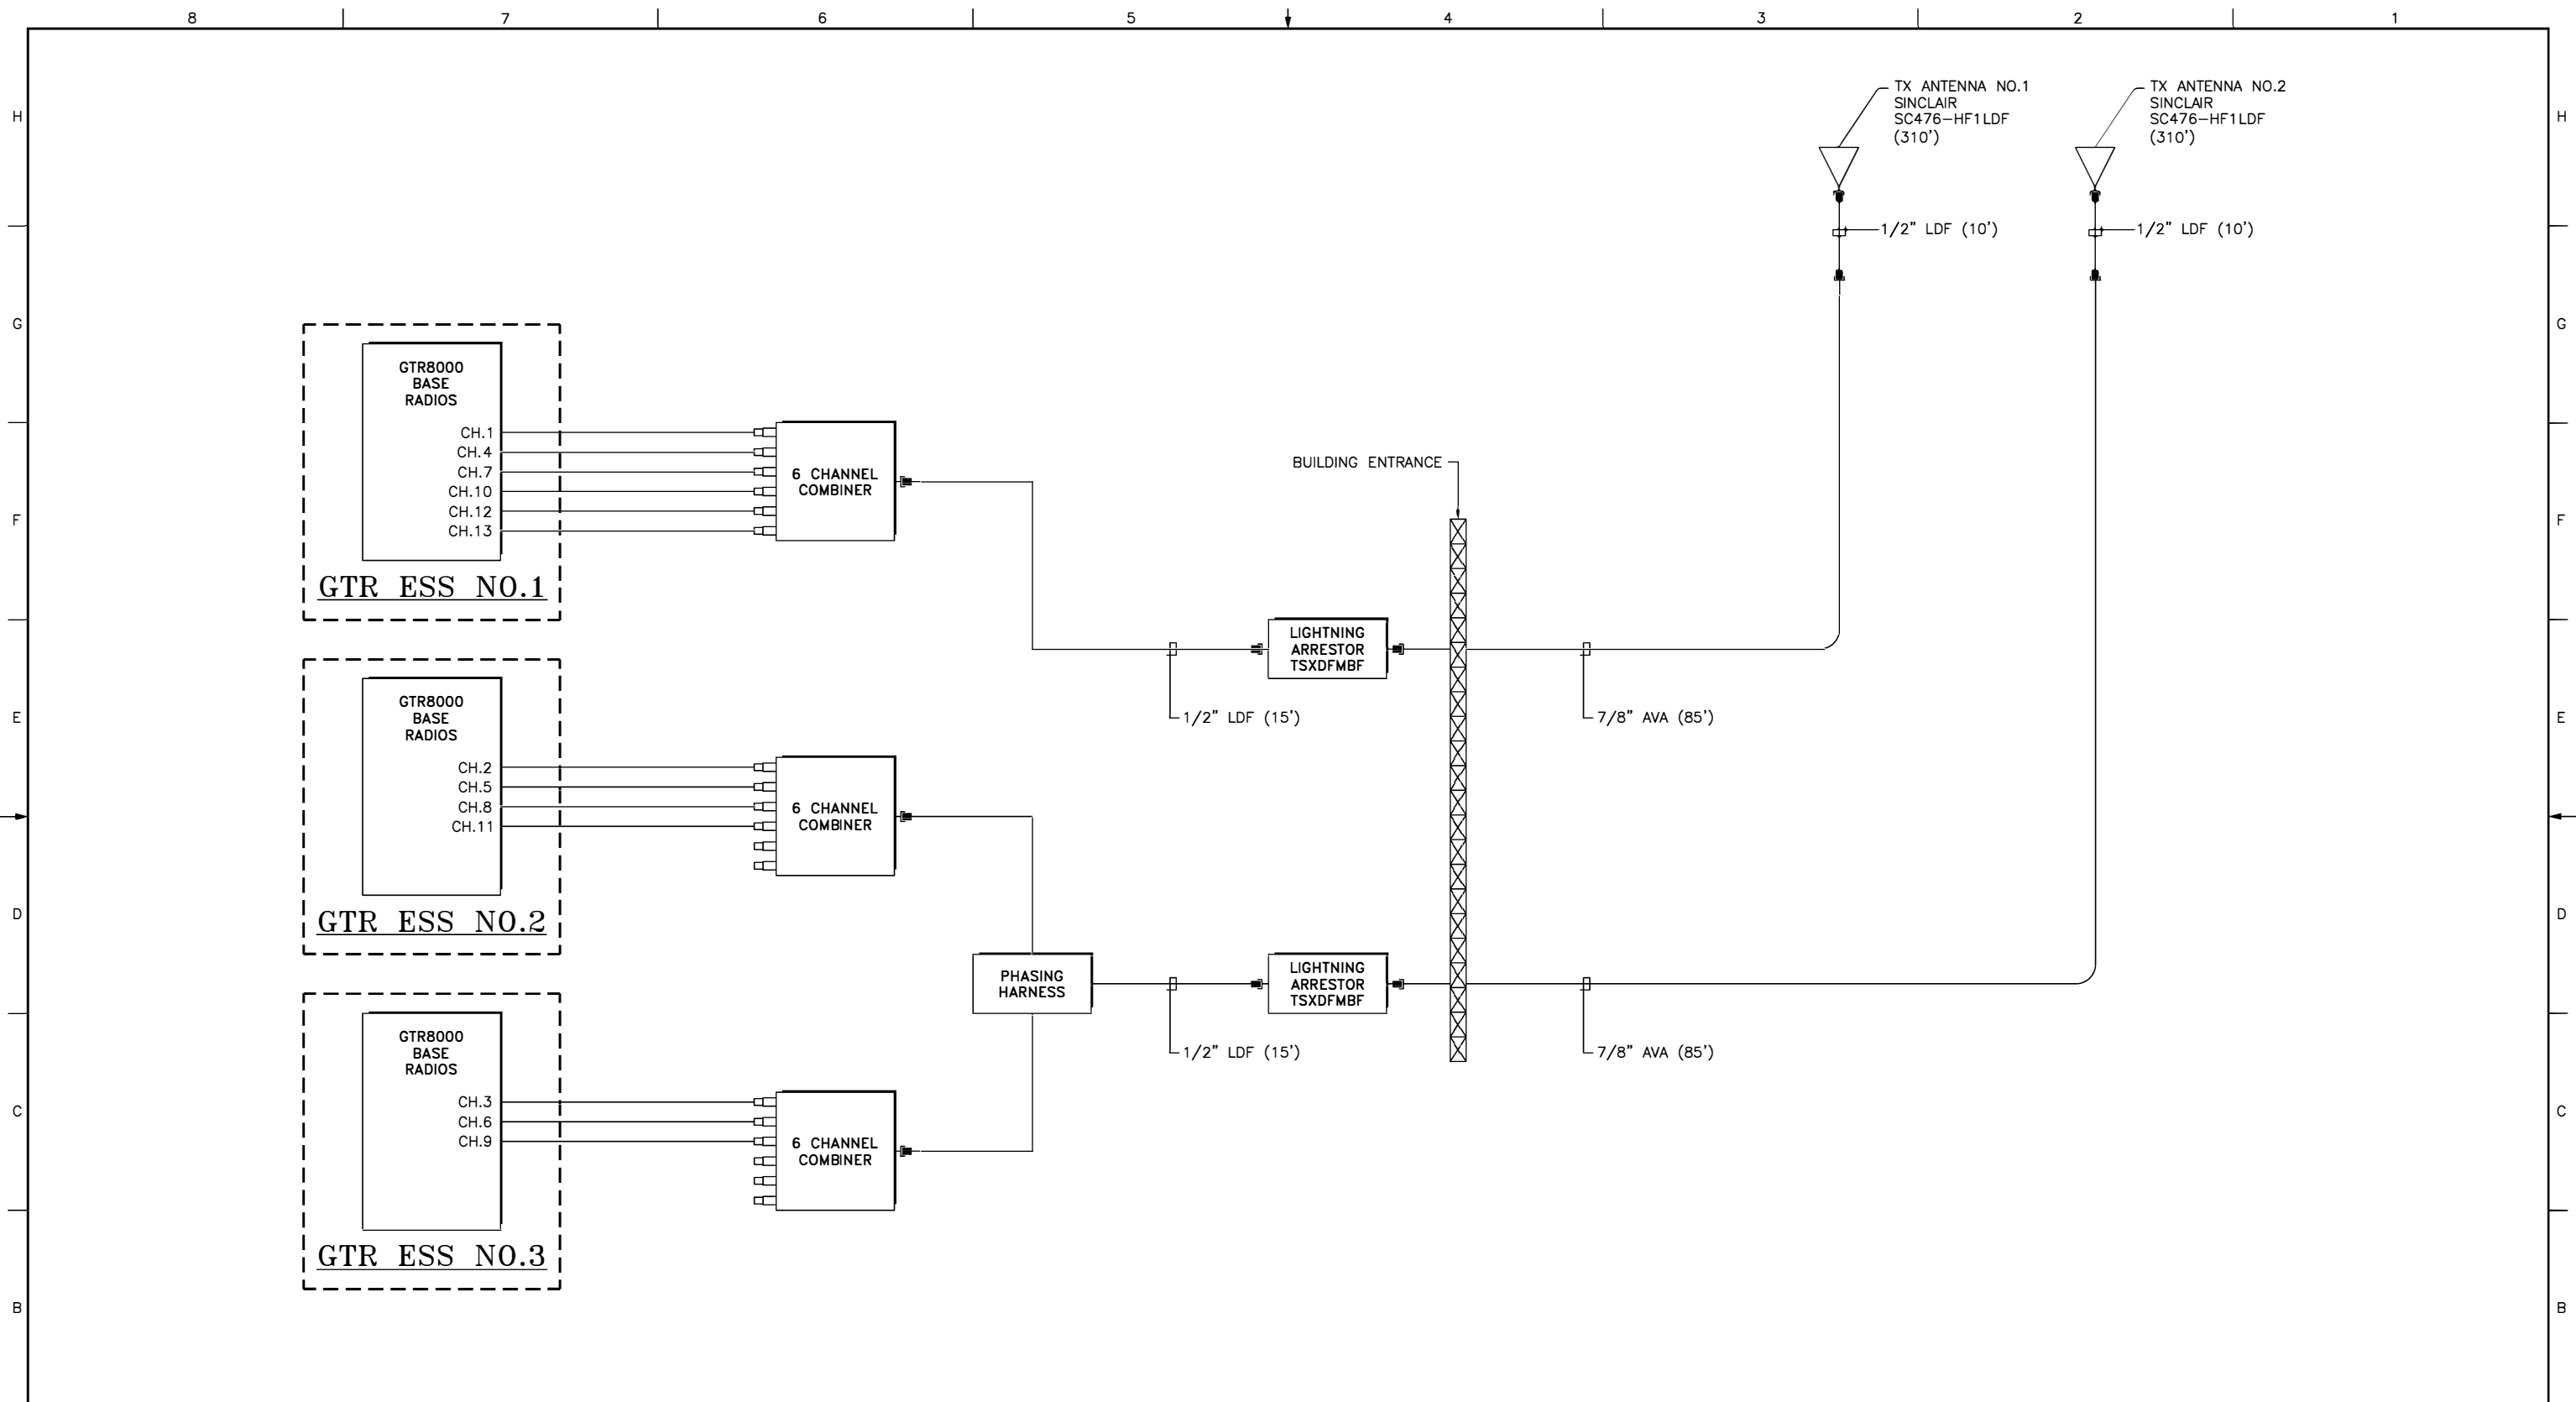 8 7 6 5 4 3 2 1
H
H
TX ANTENNA NO.1
SINCLAIR
SC476-HF1LDF
(310')
TX ANTENNA NO.2
SINCLAIR
SC476-HF1LDF
(310')
1/2" LDF (10')
1/2" LDF (10')
G
G
GTR8000
BASE
RADIOS
CH.1
CH.4
CH.7
CH.10
CH.12
CH.13
GTR ESS NO.1
6 CHANNEL
COMBINER
BUILDING ENTRANCE
F
F
LIGHTNING
ARRESTOR
TSXDFMBF
1/2" LDF (15')
7/8" AVA (85')
E
E
GTR8000
BASE
RADIOS
CH.2
CH.5
CH.8
CH.11
GTR ESS NO.2
6 CHANNEL
COMBINER
D
D
PHASING
HARNESS
LIGHTNING
ARRESTOR
TSXDFMBF
1/2" LDF (15')
7/8" AVA (85')
GTR8000
BASE
RADIOS
CH.3
CH.6
CH.9
GTR ESS NO.3
6 CHANNEL
COMBINER
C
C
B
B